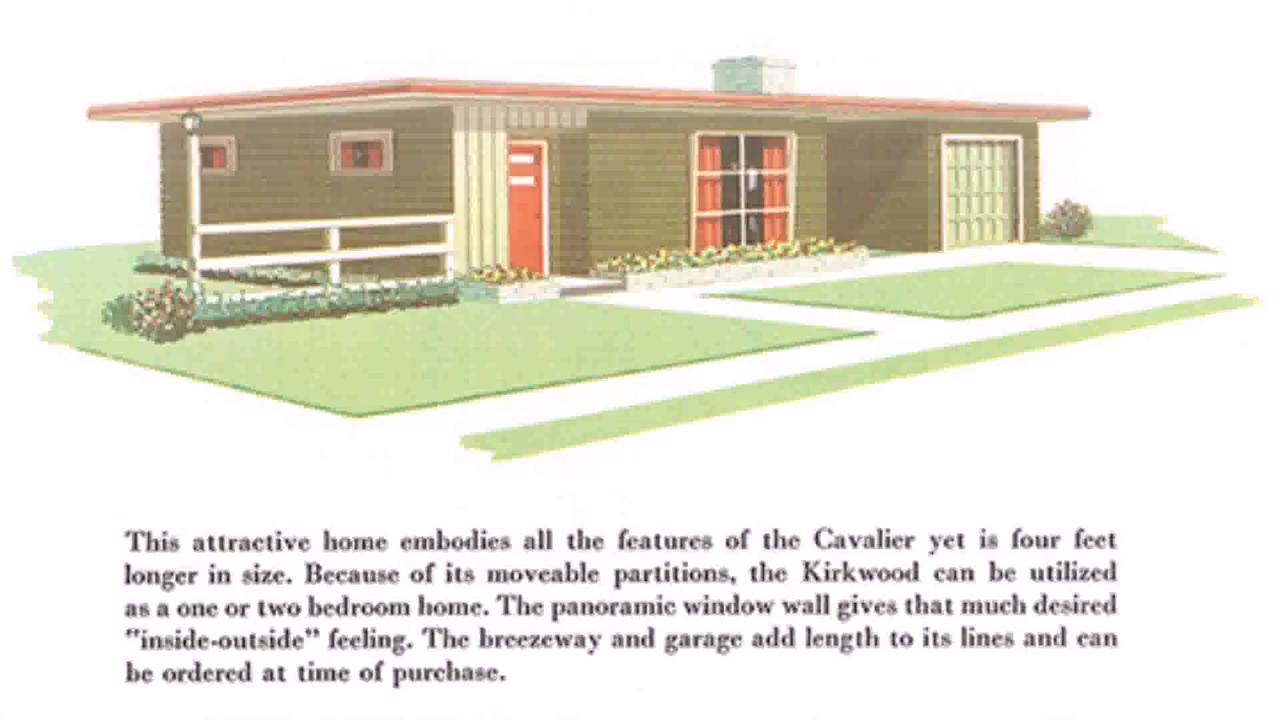 This attractive home embodies all the features of the Cavalier yet is four feet
longer in size. Because of its moveable partitions, the Kirkwood can be utilized
as a one or two bedroom home. The panoramic window wall gives that much desired
"inside-outside" feeling. The breezeway and garage add length to its lines and can
be ordered at time of purchase.